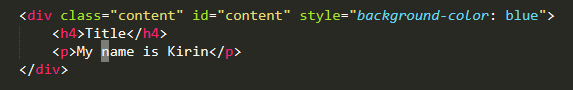 <div class="content" id="content" style="background-color: blue">
    <h4>Title</h4>
    <p>My name is Kirin</p>
</div>